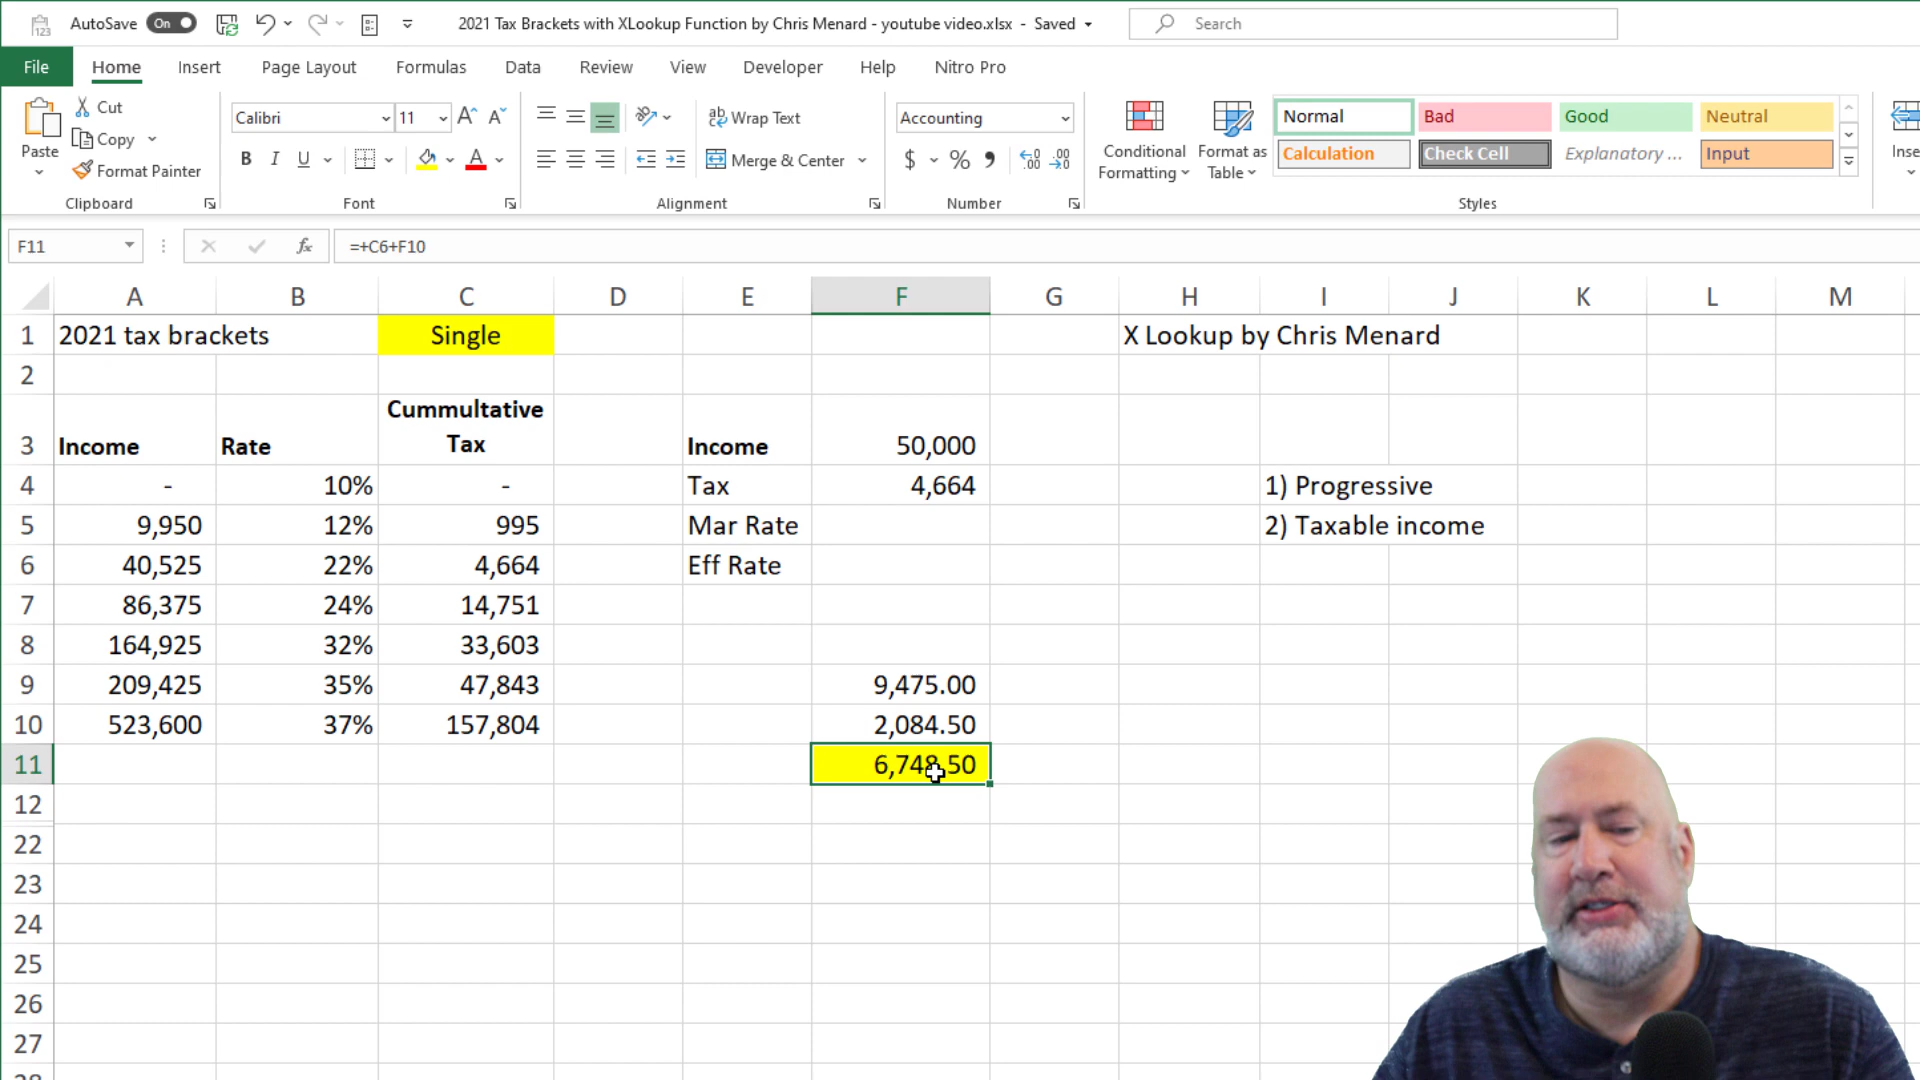 AutoSave On 2021 Tax Brackets with XLookup Function by Chris Menard - youtube video.xlsx - Saved Search
File Home Insert Page Layout Formulas Data Review View Developer Help Nitro Pro
Paste Cut Copy Format Painter
Calibri 11
B I U
Wrap Text
Merge & Center
Accounting
$ %
Conditional Formatting
Format as Table
Normal Bad Good Neutral
Calculation Check Cell Explanatory ... Input
Inse
Clipboard Font Alignment Number Styles
F11 fx =+C6+F10
A B C D E F G H I J K L M
1 2021 tax brackets Single X Lookup by Chris Menard
2
3 Income Rate Cummultative Tax Income 50,000
4 - 10% - Tax 4,664 1) Progressive
5 9,950 12% 995 Mar Rate 2) Taxable income
6 40,525 22% 4,664 Eff Rate
7 86,375 24% 14,751
8 164,925 32% 33,603
9 209,425 35% 47,843 9,475.00
10 523,600 37% 157,804 2,084.50
11 6,748.50
12
22
23
24
25
26
27